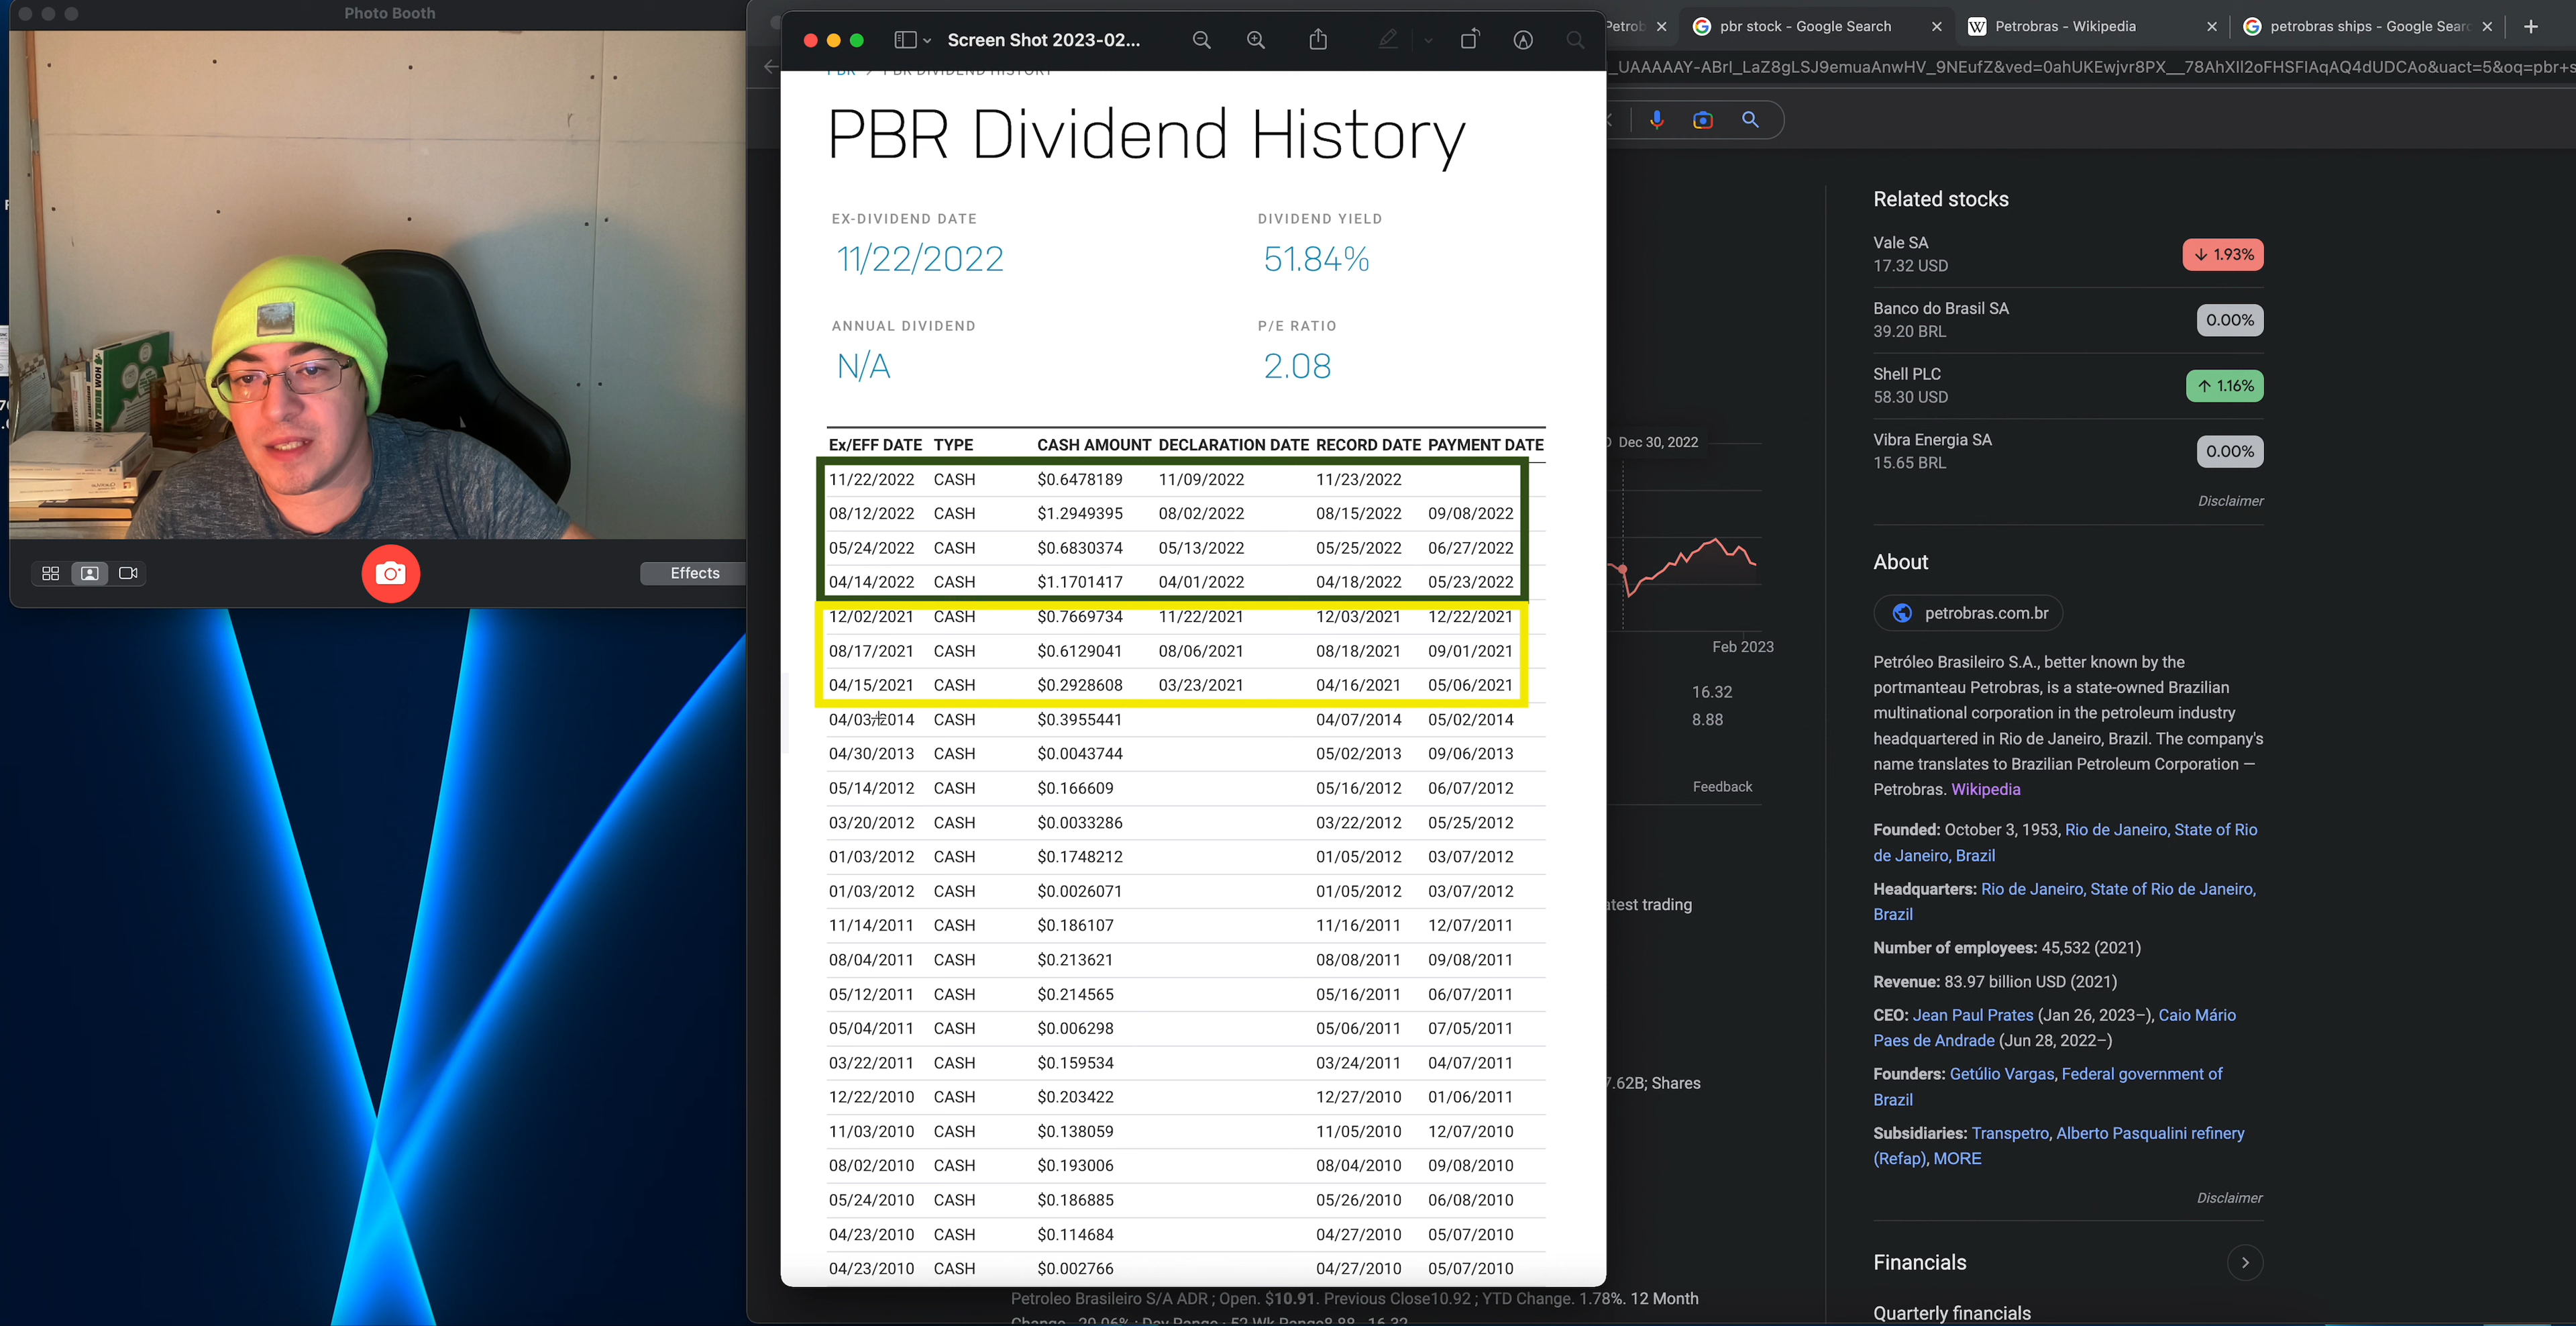 Photo Booth
HOW MONEY W
Effects
Screen Shot 2023-02...
Petrob
pbr stock - Google Search
Petrobras - Wikipedia
petrobras ships - Google Searc
_UAAAAAY-ABrI_LaZ8gLSJ9emuaAnwHV_9NEufZ&ved=0ahUKEwjvr8PX__78AhXII2oFHSFIAqAQ4dUDCAo&uact=5&oq=pbr+s
PBR > PBR DIVIDEND HISTORY
PBR Dividend History
EX-DIVIDEND DATE
11/22/2022
DIVIDEND YIELD
51.84%
ANNUAL DIVIDEND
N/A
P/E RATIO
2.08
Ex/EFF DATE TYPE CASH AMOUNT DECLARATION DATE RECORD DATE PAYMENT DATE
11/22/2022 CASH $0.6478189 11/09/2022 11/23/2022
08/12/2022 CASH $1.2949395 08/02/2022 08/15/2022 09/08/2022
05/24/2022 CASH $0.6830374 05/13/2022 05/25/2022 06/27/2022
04/14/2022 CASH $1.1701417 04/01/2022 04/18/2022 05/23/2022
12/02/2021 CASH $0.7669734 11/22/2021 12/03/2021 12/22/2021
08/17/2021 CASH $0.6129041 08/06/2021 08/18/2021 09/01/2021
04/15/2021 CASH $0.2928608 03/23/2021 04/16/2021 05/06/2021
04/03/2014 CASH $0.3955441 04/07/2014 05/02/2014
04/30/2013 CASH $0.0043744 05/02/2013 09/06/2013
05/14/2012 CASH $0.166609 05/16/2012 06/07/2012
03/20/2012 CASH $0.0033286 03/22/2012 05/25/2012
01/03/2012 CASH $0.1748212 01/05/2012 03/07/2012
01/03/2012 CASH $0.0026071 01/05/2012 03/07/2012
11/14/2011 CASH $0.186107 11/16/2011 12/07/2011
08/04/2011 CASH $0.213621 08/08/2011 09/08/2011
05/12/2011 CASH $0.214565 05/16/2011 06/07/2011
05/04/2011 CASH $0.006298 05/06/2011 07/05/2011
03/22/2011 CASH $0.159534 03/24/2011 04/07/2011
12/22/2010 CASH $0.203422 12/27/2010 01/06/2011
11/03/2010 CASH $0.138059 11/05/2010 12/07/2010
08/02/2010 CASH $0.193006 08/04/2010 09/08/2010
05/24/2010 CASH $0.186885 05/26/2010 06/08/2010
04/23/2010 CASH $0.114684 04/27/2010 05/07/2010
04/23/2010 CASH $0.002766 04/27/2010 05/07/2010
Dec 30, 2022
Feb 2023
16.32
8.88
Feedback
atest trading
7.62B; Shares
Petroleo Brasileiro S/A ADR ; Open. $10.91. Previous Close10.92 ; YTD Change. 1.78%. 12 Month
Change. -20.06% ; Day Range · 52 Wk Range8.88 - 16.32
Related stocks
Vale SA
17.32 USD
1.93%
Banco do Brasil SA
39.20 BRL
0.00%
Shell PLC
58.30 USD
1.16%
Vibra Energia SA
15.65 BRL
0.00%
Disclaimer
About
petrobras.com.br
Petróleo Brasileiro S.A., better known by the
portmanteau Petrobras, is a state-owned Brazilian
multinational corporation in the petroleum industry
headquartered in Rio de Janeiro, Brazil. The company's
name translates to Brazilian Petroleum Corporation —
Petrobras. Wikipedia
Founded: October 3, 1953, Rio de Janeiro, State of Rio
de Janeiro, Brazil
Headquarters: Rio de Janeiro, State of Rio de Janeiro,
Brazil
Number of employees: 45,532 (2021)
Revenue: 83.97 billion USD (2021)
CEO: Jean Paul Prates (Jan 26, 2023–), Caio Mário
Paes de Andrade (Jun 28, 2022–)
Founders: Getúlio Vargas, Federal government of
Brazil
Subsidiaries: Transpetro, Alberto Pasqualini refinery
(Refap), MORE
Disclaimer
Financials
Quarterly financials